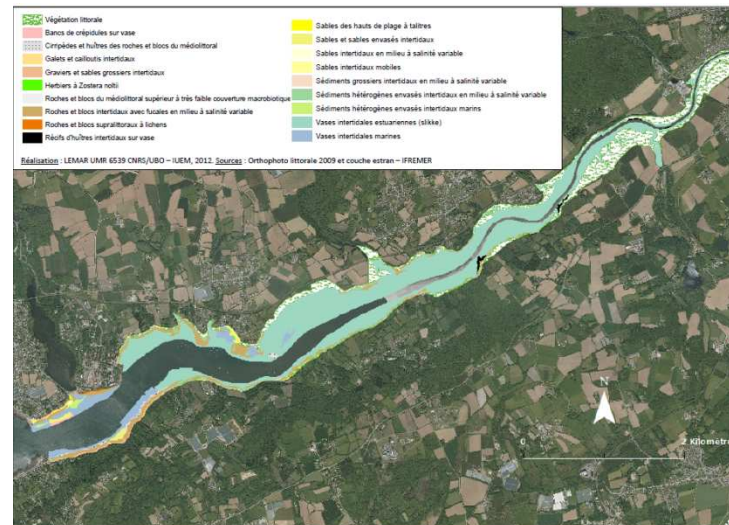 Végétation littorale
Bancs de crépidules sur vase
Cirripèdes et huîtres des roches et blocs du médiolittoral
Galets et cailloutis intertidaux
Graviers et sables grossiers intertidaux
Herbiers à Zostera noltii
Roches et blocs du médiolittoral supérieur à très faible couverture macrobiotique
Roches et blocs intertidaux avec fucales en milieu à salinité variable
Roches et blocs supralittoraux à lichens
Récifs d'huîtres intertidaux sur vase
Sables des hauts de plage à talitres
Sables et sables envasés intertidaux
Sables intertidaux en milieu à salinité variable
Sables intertidaux mobiles
Sédiments grossiers intertidaux en milieu à salinité variable
Sédiments hétérogènes envasés intertidaux en milieu à salinité variable
Sédiments hétérogènes envasés intertidaux marins
Vases intertidales estuariennes (slikke)
Vases intertidales marines
Réalisation : LEMAR UMR 6539 CNRS/UBO – IUEM, 2012. Sources : Orthophoto littorale 2009 et couche estran – IFREMER
N
0 2 Kilomètre